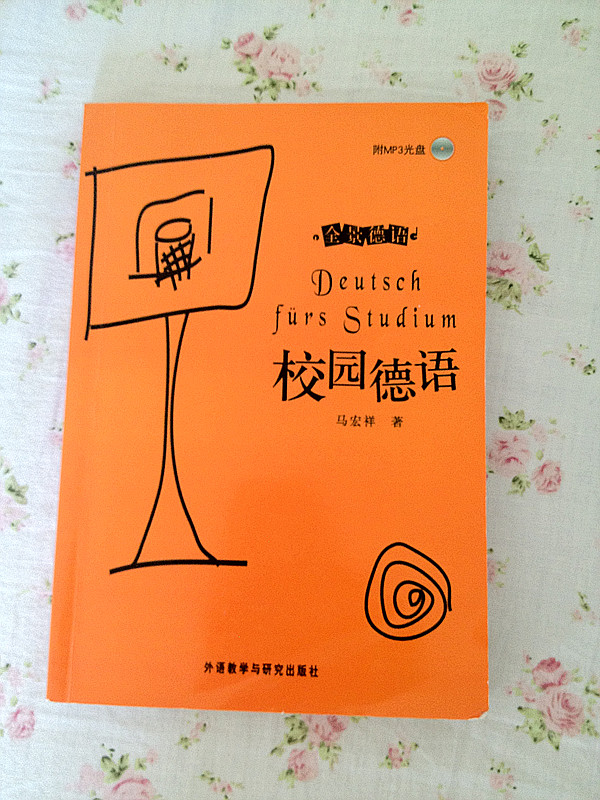 附MP3光盘
全景德语
Deutsch
fürs Studium
校园德语
马宏祥 著
外语教学与研究出版社